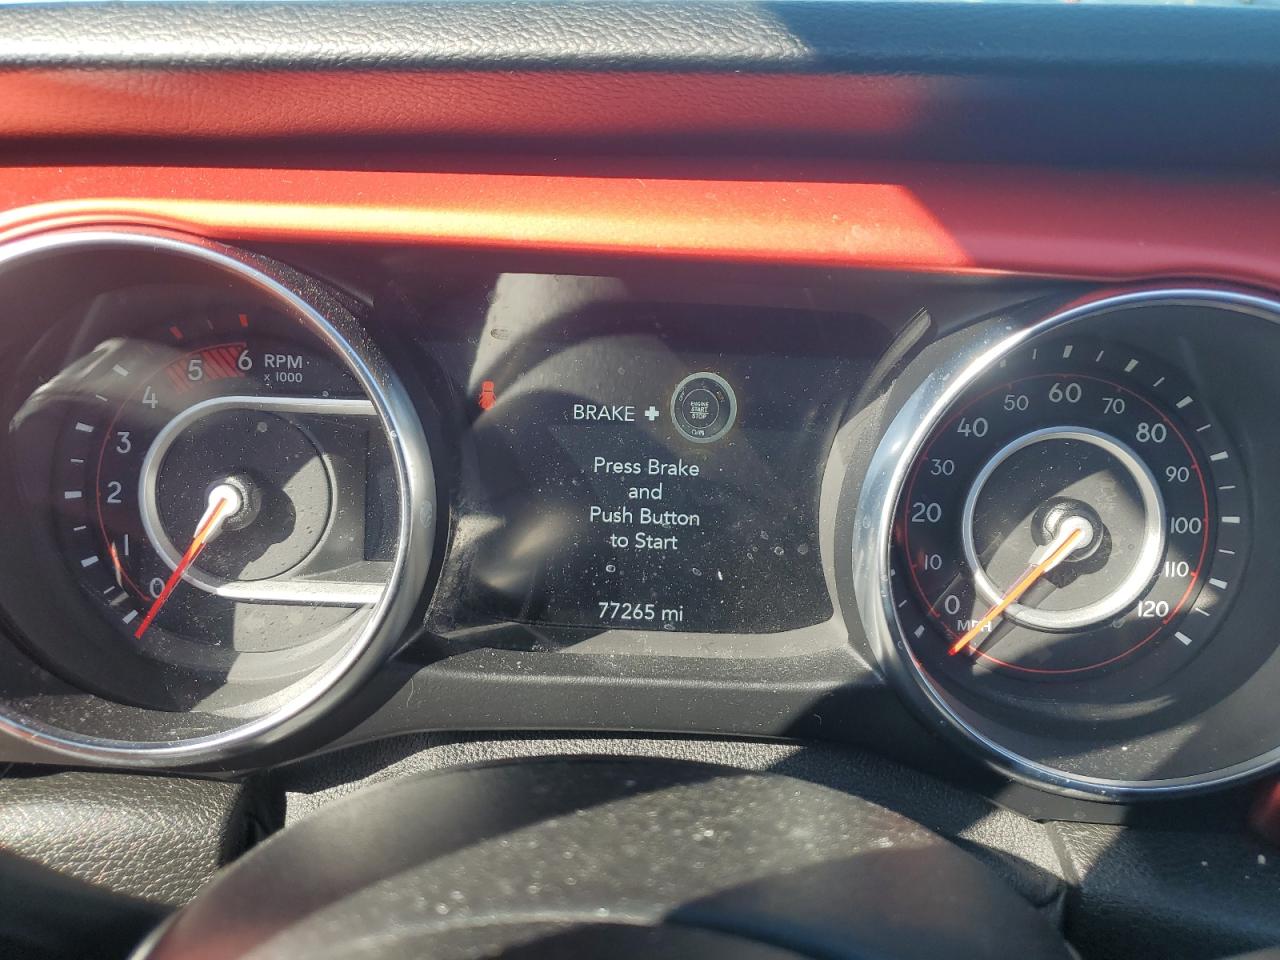 6
5
4
3
2
1
0
RPM
x 1000
BRAKE +
ENGINE
START
STOP
Press Brake
and
Push Button
to Start
77265 mi
0
10
20
30
40
50
60
70
80
90
100
110
120
MPH